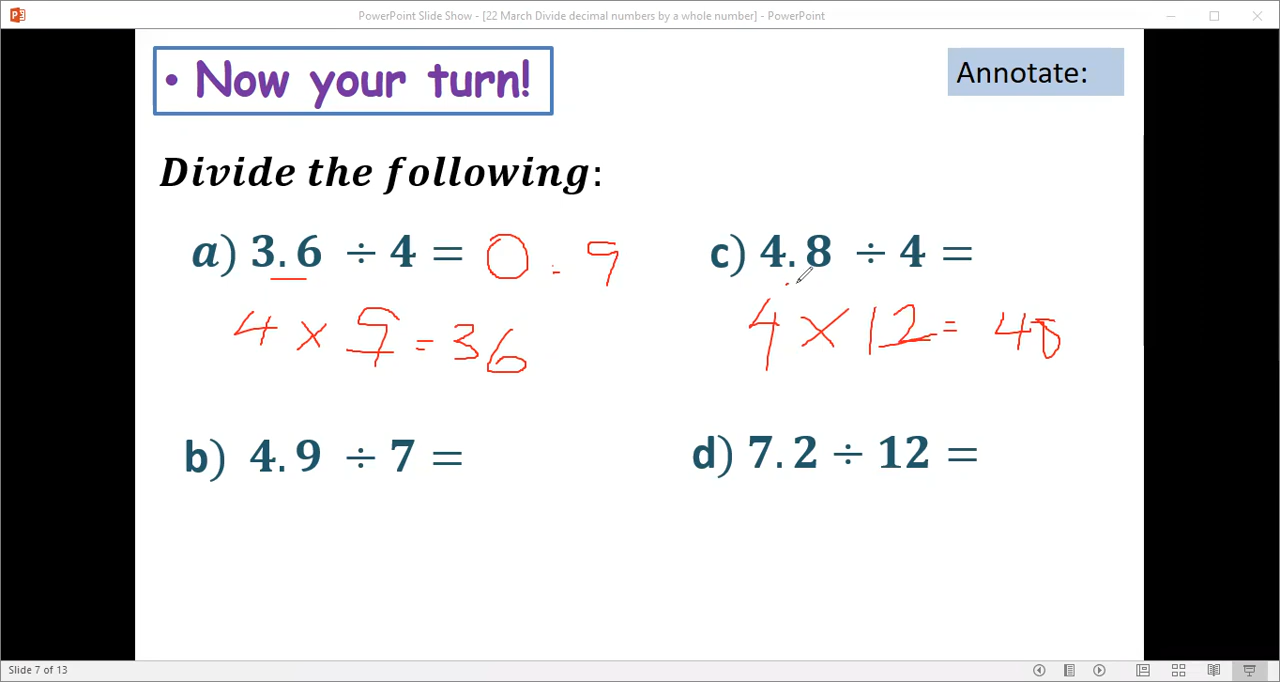 PowerPoint Slide Show - [22 March Divide decimal numbers by a whole number] - PowerPoint
• Now your turn!
Annotate:
Divide the following:
a) 3.6 ÷ 4 = 0.9
4 × 9 = 36
c) 4.8 ÷ 4 =
4 × 12 = 48
b) 4.9 ÷ 7 =
d) 7.2 ÷ 12 =
Slide 7 of 13